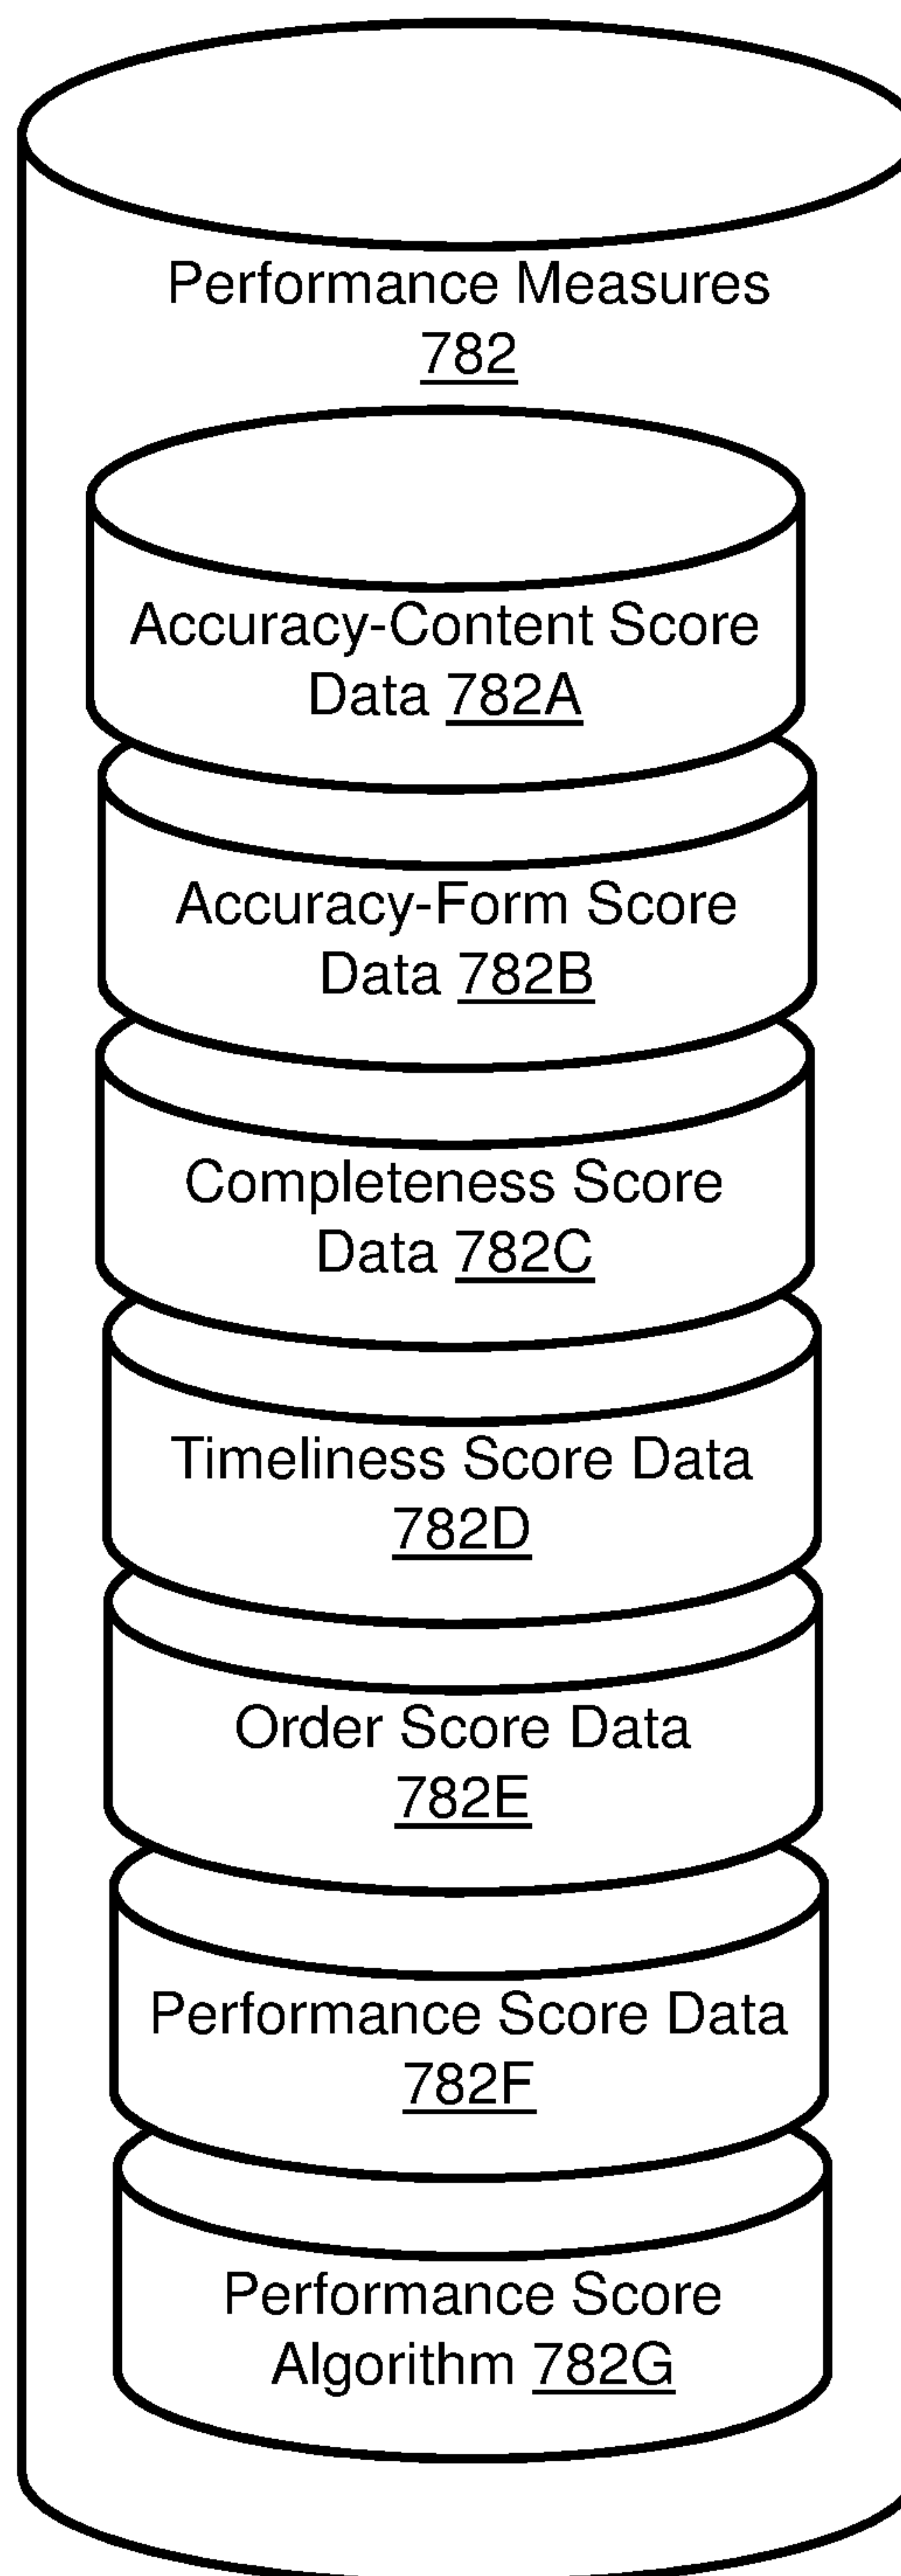 Performance Measures
782
Accuracy-Content Score
Data 782A
Accuracy-Form Score
Data 782B
Completeness Score
Data 782C
Timeliness Score Data
782D
Order Score Data
782E
Performance Score Data
782F
Performance Score
Algorithm 782G